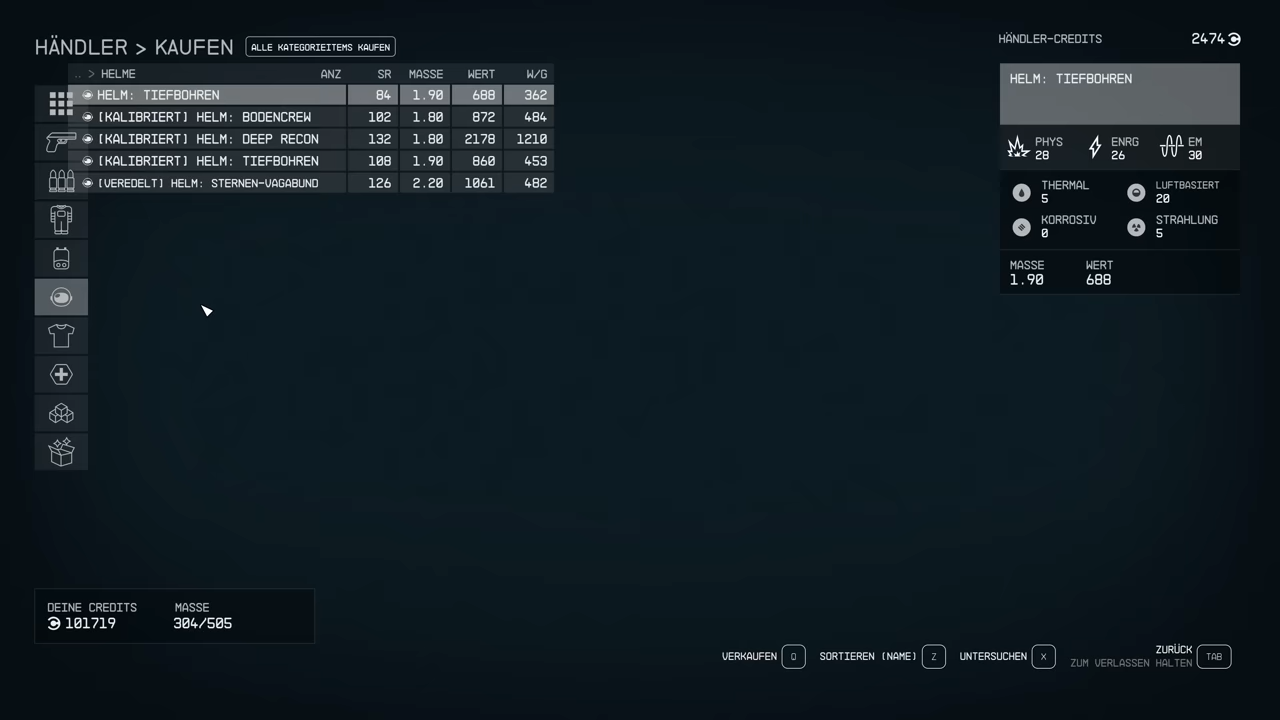 HÄNDLER > KAUFEN ALLE KATEGORIEITEMS KAUFEN
HÄNDLER-CREDITS 2474
.. > HELME ANZ SR MASSE WERT W/G
HELM: TIEFBOHREN 84 1.90 688 362
[KALIBRIERT] HELM: BODENCREW 102 1.80 872 484
[KALIBRIERT] HELM: DEEP RECON 132 1.80 2178 1210
[KALIBRIERT] HELM: TIEFBOHREN 108 1.90 860 453
[VEREDELT] HELM: STERNEN-VAGABUND 126 2.20 1061 482
HELM: TIEFBOHREN
PHYS ENRG EM
28 26 30
THERMAL LUFTBASIERT
5 20
KORROSIV STRAHLUNG
0 5
MASSE WERT
1.90 688
DEINE CREDITS MASSE
101719 304/505
VERKAUFEN Q SORTIEREN (NAME) Z UNTERSUCHEN X ZURÜCK TAB
ZUM VERLASSEN HALTEN